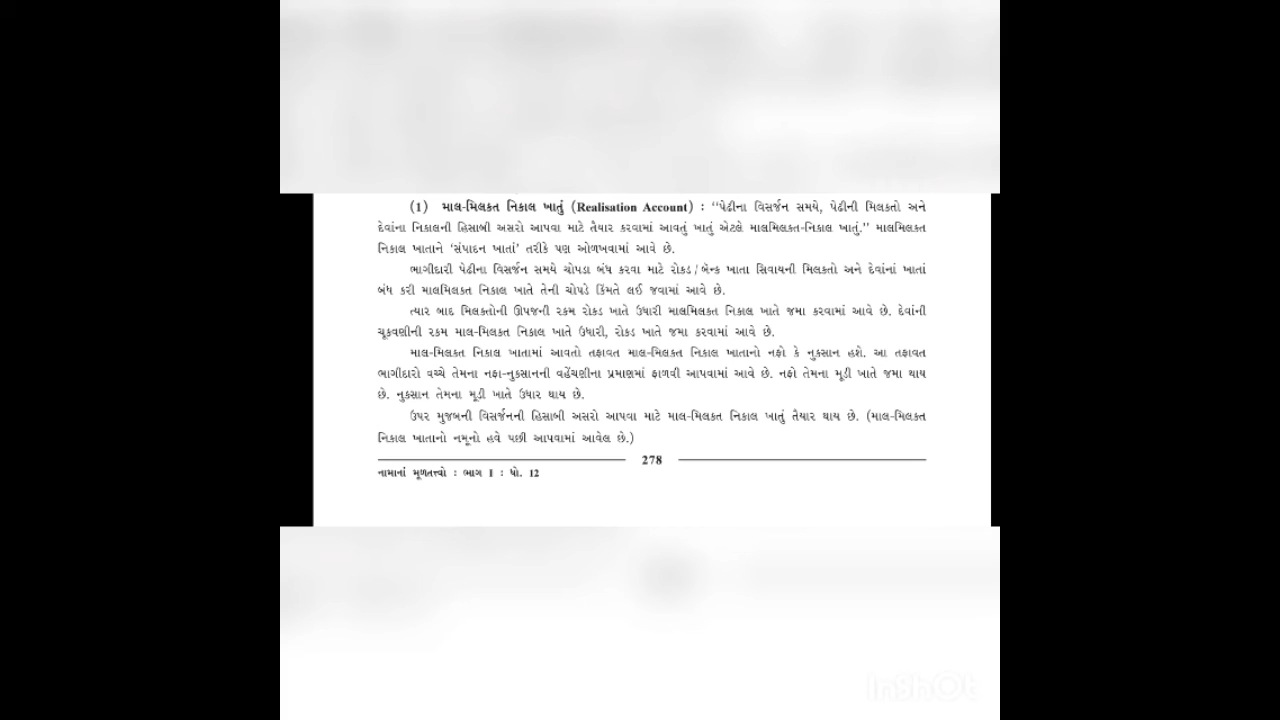 (1) માલ-મિલકત નિકાલ ખાતું (Realisation Account) : "પેઢીના વિસર્જન સમયે, પેઢીની મિલકતો અને
દેવાંના નિકાલની હિસાબી અસરો આપવા માટે તૈયાર કરવામાં આવતું ખાતું એટલે માલમિલકત-નિકાલ ખાતું." માલમિલકત
નિકાલ ખાતાને 'સંપાદન ખાતાં' તરીકે પણ ઓળખવામાં આવે છે.
ભાગીદારી પેઢીના વિસર્જન સમયે ચોપડા બંધ કરવા માટે રોકડ/બૅન્ક ખાતા સિવાયની મિલકતો અને દેવાંનાં ખાતાં
બંધ કરી માલમિલકત નિકાલ ખાતે તેની ચોપડે કિંમતે લઈ જવામાં આવે છે.
ત્યાર બાદ મિલકતોની ઊપજની રકમ રોકડ ખાતે ઉધારી માલમિલકત નિકાલ ખાતે જમા કરવામાં આવે છે. દેવાંની
ચૂકવણીની રકમ માલ-મિલકત નિકાલ ખાતે ઉધારી, રોકડ ખાતે જમા કરવામાં આવે છે.
માલ-મિલકત નિકાલ ખાતામાં આવતો તફાવત માલ-મિલકત નિકાલ ખાતાનો નફો કે નુકસાન હશે. આ તફાવત
ભાગીદારો વચ્ચે તેમના નફા-નુકસાનની વહેંચણીના પ્રમાણમાં ફાળવી આપવામાં આવે છે. નફો તેમના મૂડી ખાતે જમા થાય
છે. નુકસાન તેમના મૂડી ખાતે ઉધાર થાય છે.
ઉપર મુજબની વિસર્જનની હિસાબી અસરો આપવા માટે માલ-મિલકત નિકાલ ખાતું તૈયાર થાય છે. (માલ-મિલકત
નિકાલ ખાતાનો નમૂનો હવે પછી આપવામાં આવેલ છે.)
278
નામાનાં મૂળતત્ત્વો : ભાગ I : ધો. 12
InShOt